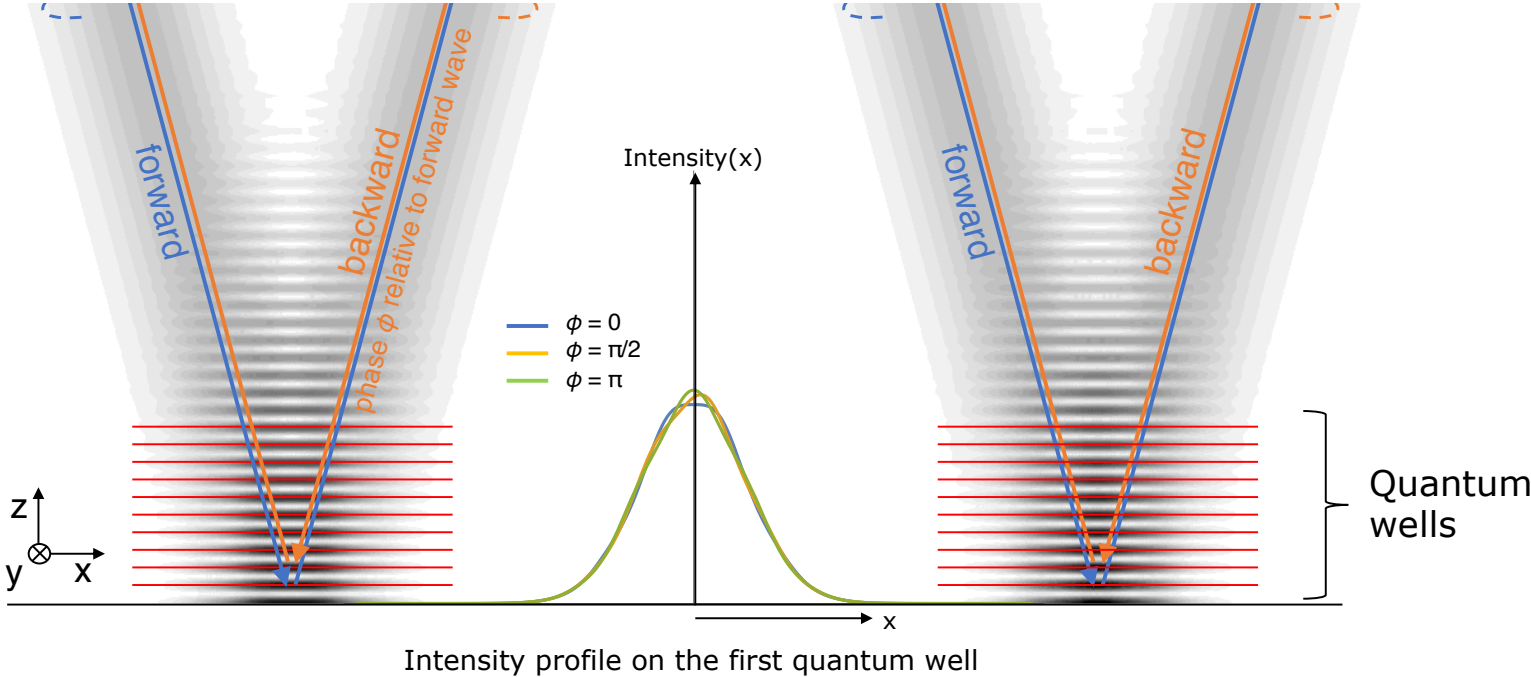 forward
backward
phase ϕ relative to forward wave
Intensity(x)
ϕ = 0
ϕ = π/2
ϕ = π
forward
backward
Quantum
wells
z
y
x
x
Intensity profile on the first quantum well